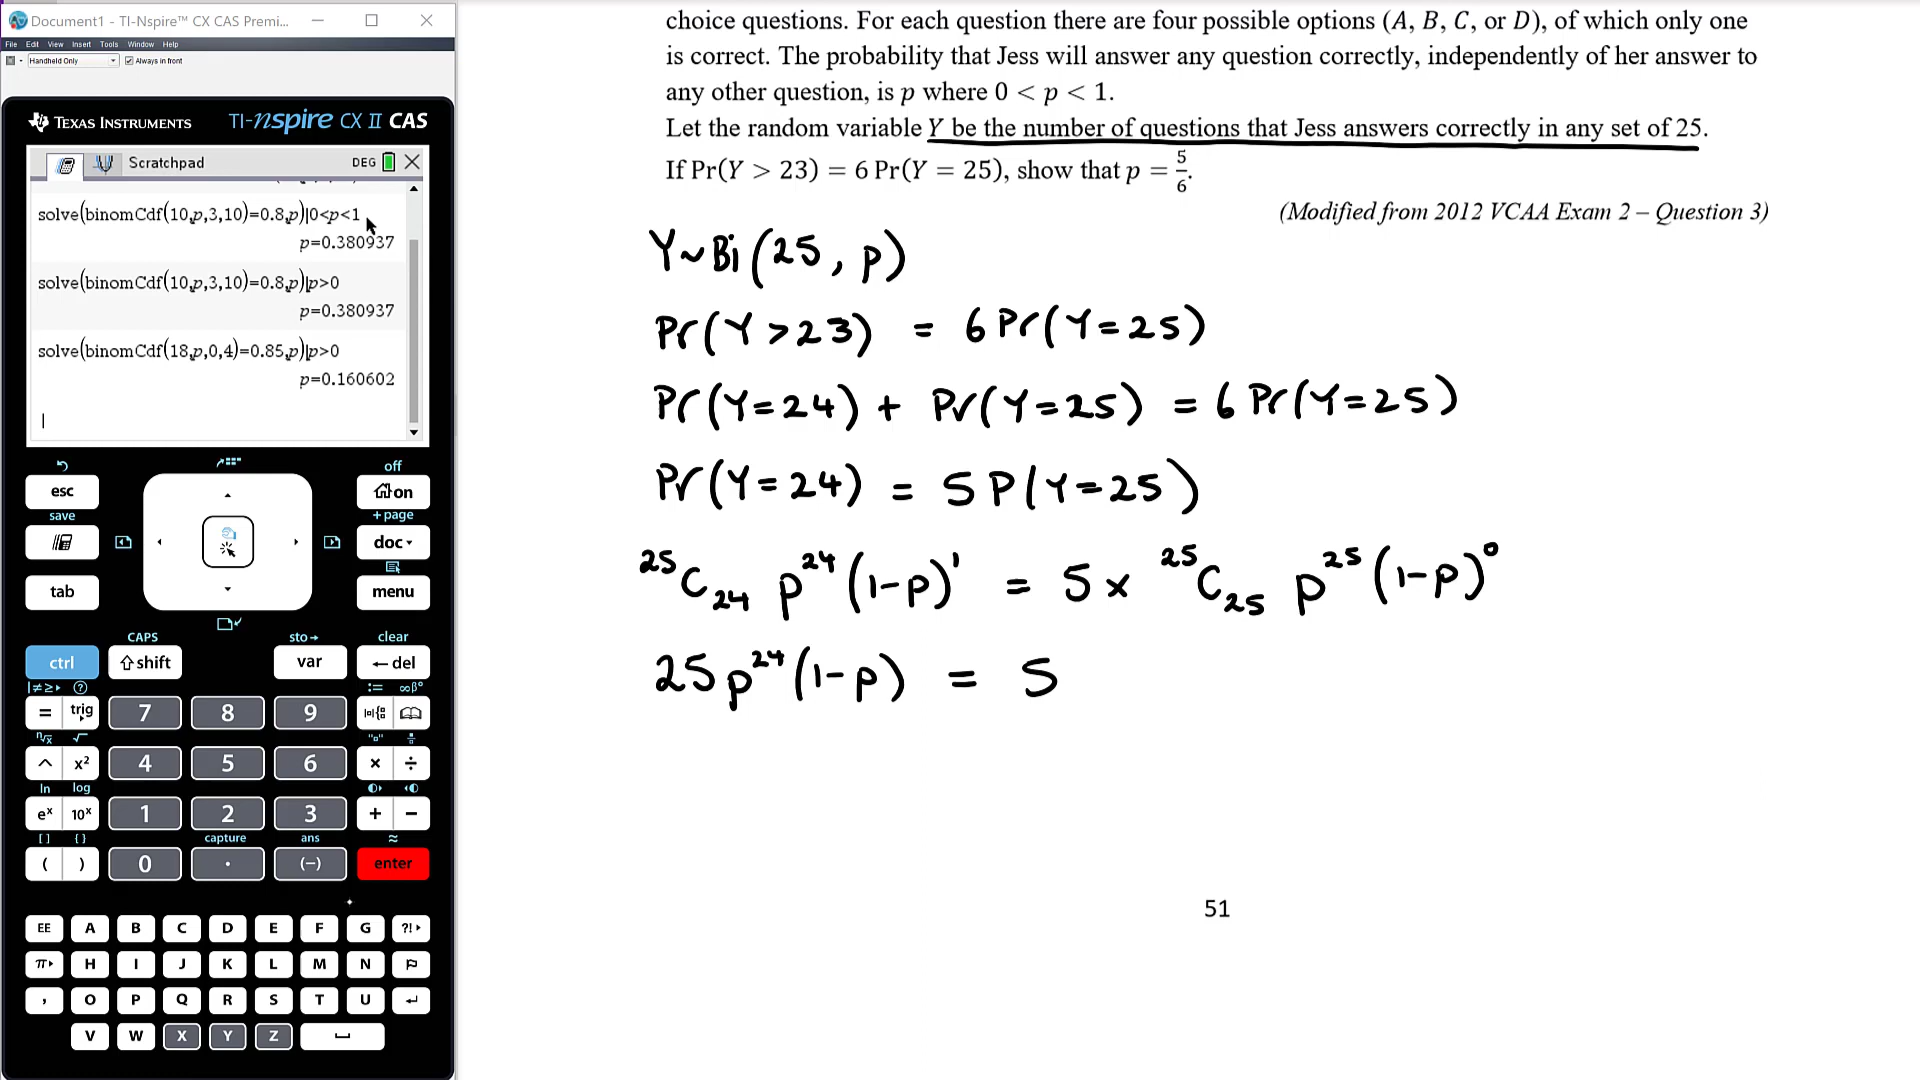 Document1 - TI-Nspire™ CX CAS Premi...
File Edit View Insert Tools Window Help
Handheld Only Always in front
TEXAS INSTRUMENTS TI-nspire CX II CAS
Scratchpad DEG
solve(binomCdf(10,p,3,10)=0.8,p)|0<p<1
p=0.380937
solve(binomCdf(10,p,3,10)=0.8,p)|p>0
p=0.380937
solve(binomCdf(18,p,0,4)=0.85,p)|p>0
p=0.160602
off
esc on
save +page
doc
tab menu
CAPS sto→ clear
ctrl shift var ←del
|≠≥▸ ? := ∞β°
= trig 7 8 9
ⁿ√x √
^ x² 4 5 6 × ÷
ln log
eˣ 10ˣ 1 2 3 + −
[ ] { } capture ans ≈
( ) 0 . (−) enter
EE A B C D E F G ?!▸
π▸ H I J K L M N
, O P Q R S T U ↵
V W X Y Z
choice questions. For each question there are four possible options (A, B, C, or D), of which only one
is correct. The probability that Jess will answer any question correctly, independently of her answer to
any other question, is p where 0 < p < 1.
Let the random variable Y be the number of questions that Jess answers correctly in any set of 25.
If Pr(Y > 23) = 6 Pr(Y = 25), show that p = 5/6.
(Modified from 2012 VCAA Exam 2 – Question 3)
Y~Bi(25, p)
Pr(Y>23) = 6Pr(Y=25)
Pr(Y=24) + Pr(Y=25) = 6Pr(Y=25)
Pr(Y=24) = 5P(Y=25)
²⁵C₂₄ p²⁴(1-p)¹ = 5× ²⁵C₂₅ p²⁵(1-p)⁰
25p²⁴(1-p) = 5
51